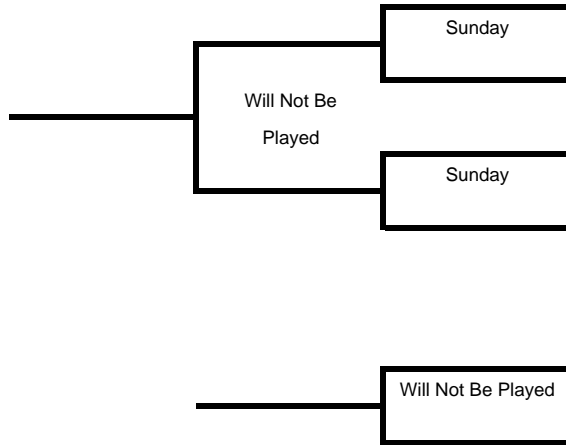 Sunday
Will Not Be
Played
Sunday
Will Not Be Played